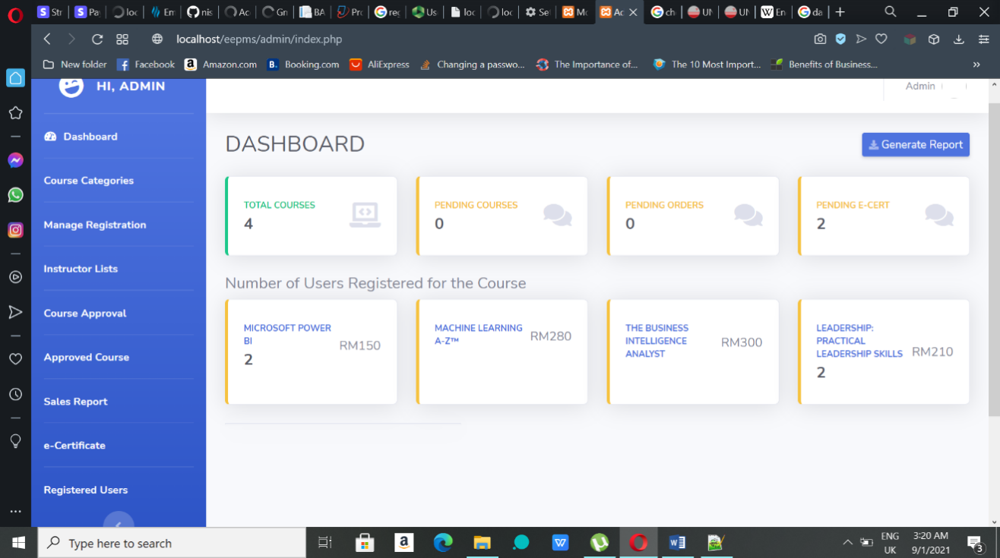 Str
Pa
loc
Em
nis
Ac
Gm
BA
Pro
reg
Us
loc
loc
Set
Mo
Ac
ch
UN
UN
En
da
localhost/eepms/admin/index.php
New folder
Facebook
Amazon.com
Booking.com
AliExpress
Changing a passwo...
The Importance of...
The 10 Most Import...
Benefits of Business...
HI, ADMIN
Dashboard
Course Categories
Manage Registration
Instructor Lists
Course Approval
Approved Course
Sales Report
e-Certificate
Registered Users
Admin
DASHBOARD
Generate Report
TOTAL COURSES
4
PENDING COURSES
0
PENDING ORDERS
0
PENDING E-CERT
2
Number of Users Registered for the Course
MICROSOFT POWER
BI
2
RM150
MACHINE LEARNING
A-Z™
RM280
THE BUSINESS
INTELLIGENCE
ANALYST
RM300
LEADERSHIP:
PRACTICAL
LEADERSHIP SKILLS
2
RM210
Type here to search
ENG
UK
3:20 AM
9/1/2021
3